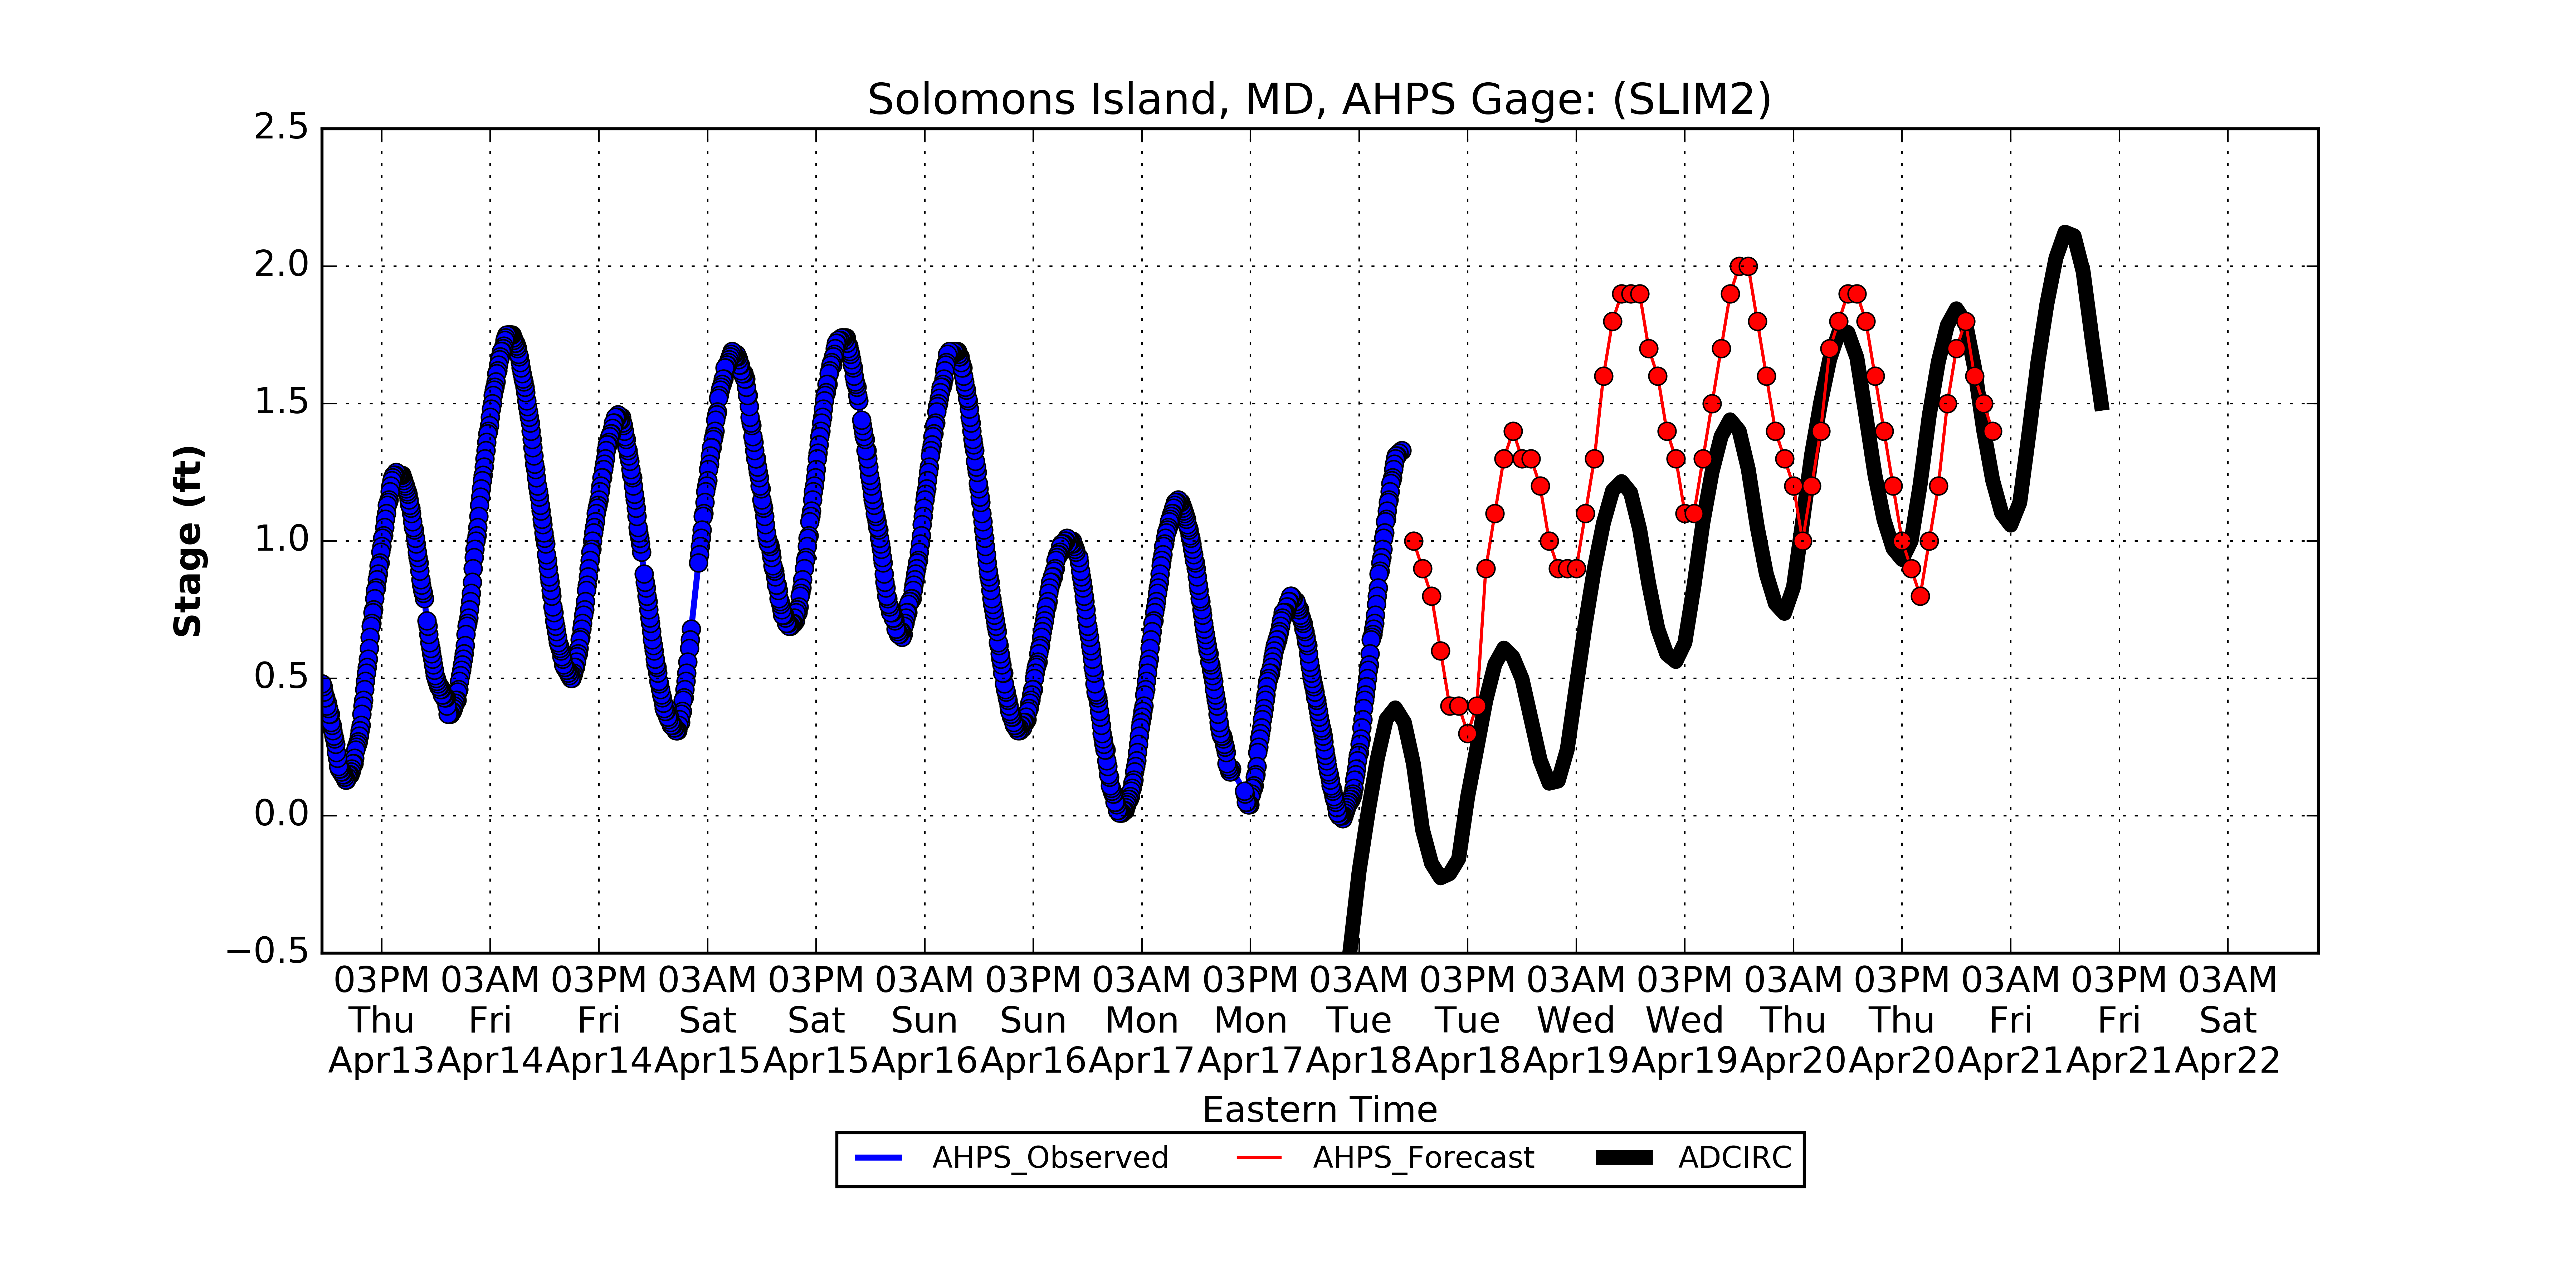 Solomons Island, MD, AHPS Gage: (SLIM2)
Stage (ft)
2.5
2.0
1.5
1.0
0.5
0.0
−0.5
03PM 03AM 03PM 03AM 03PM 03AM 03PM 03AM 03PM 03AM 03PM 03AM 03PM 03AM 03PM 03AM 03PM 03AM
Thu Fri Fri Sat Sat Sun Sun Mon Mon Tue Tue Wed Wed Thu Thu Fri Fri Sat
Apr13 Apr14 Apr14 Apr15 Apr15 Apr16 Apr16 Apr17 Apr17 Apr18 Apr18 Apr19 Apr19 Apr20 Apr20 Apr21 Apr21 Apr22
Eastern Time
AHPS_Observed AHPS_Forecast ADCIRC